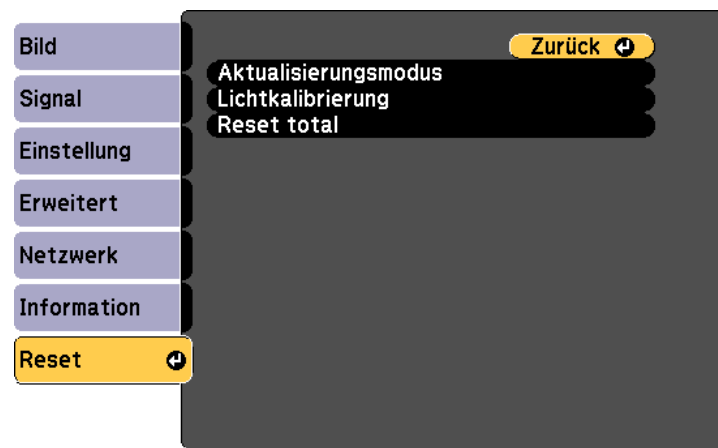 Bild
Signal
Einstellung
Erweitert
Netzwerk
Information
Reset
Zurück
Aktualisierungsmodus
Lichtkalibrierung
Reset total